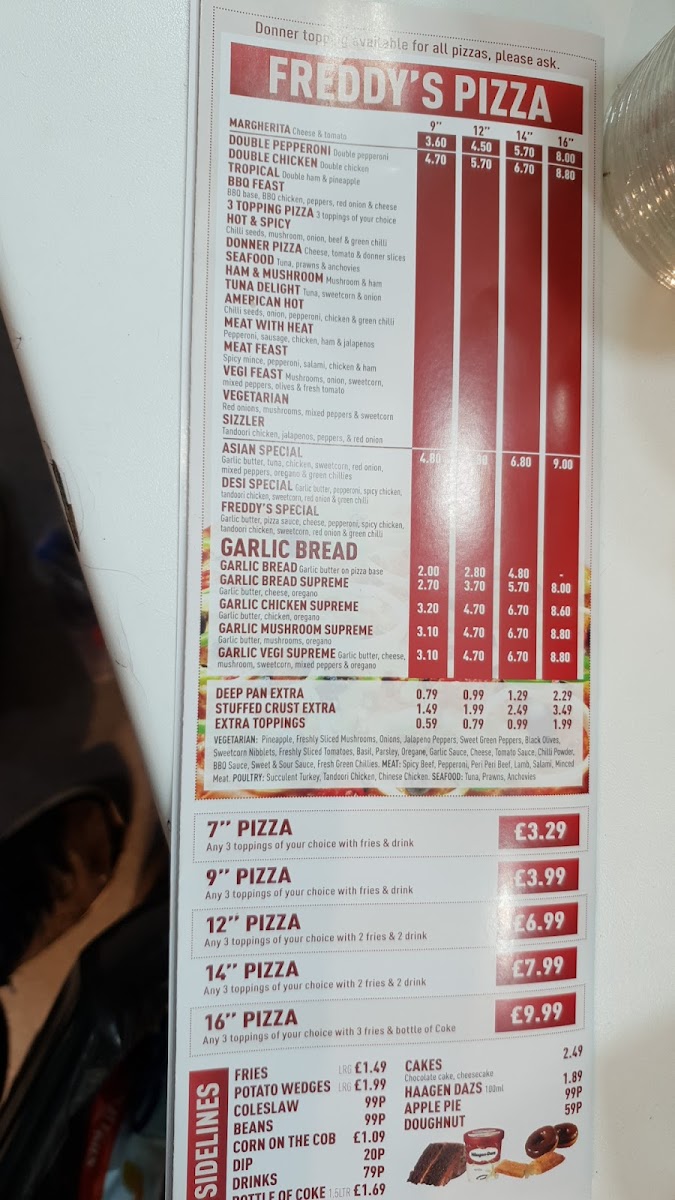 Donner topping available for all pizzas, please ask.
FREDDY'S PIZZA
9" 12" 14" 16"
MARGHERITA Cheese & tomato 3.60 4.50 5.70 8.00
DOUBLE PEPPERONI Double pepperoni 4.70 5.70 6.70 8.80
DOUBLE CHICKEN Double chicken
TROPICAL Double ham & pineapple
BBQ FEAST
BBQ base, BBQ chicken, peppers, red onion & cheese
3 TOPPING PIZZA 3 toppings of your choice
HOT & SPICY
Chilli seeds, mushroom, onion, beef & green chilli
DONNER PIZZA Cheese, tomato & donner slices
SEAFOOD Tuna, prawns & anchovies
HAM & MUSHROOM Mushroom & ham
TUNA DELIGHT Tuna, sweetcorn & onion
AMERICAN HOT
Chilli seeds, onion, pepperoni, chicken & green chilli
MEAT WITH HEAT
Pepperoni, sausage, chicken, ham & jalapenos
MEAT FEAST
Spicy mince, pepperoni, salami, chicken & ham
VEGI FEAST Mushrooms, onion, sweetcorn,
mixed peppers, olives & fresh tomato
VEGETARIAN
Red onions, mushrooms, mixed peppers & sweetcorn
SIZZLER
Tandoori chicken, jalaponos, peppers, & red onion
ASIAN SPECIAL 4.80 6.80 9.00
Garlic butter, tuna, chicken, sweetcorn, red onion,
mixed peppers, oregano & green chillies
DESI SPECIAL Garlic butter, pepperoni, spicy chicken,
tandoori chicken, sweetcorn, red onion & green chilli
FREDDY'S SPECIAL
Garlic butter, pizza sauce, cheese, pepperoni, spicy chicken,
tandoori chicken, sweetcorn, red onion & green chilli
GARLIC BREAD
GARLIC BREAD Garlic butter on pizza base 2.00 2.80 4.80 -
GARLIC BREAD SUPREME 2.70 3.70 5.70 8.00
Garlic butter, cheese, oregano
GARLIC CHICKEN SUPREME 3.20 4.70 6.70 8.60
Garlic butter, chicken, oregano
GARLIC MUSHROOM SUPREME 3.10 4.70 6.70 8.80
Garlic butter, mushrooms, oregano
GARLIC VEGI SUPREME Garlic butter, cheese, 3.10 4.70 6.70 8.80
mushroom, sweetcorn, mixed peppers & oregano
DEEP PAN EXTRA 0.79 0.99 1.29 2.29
STUFFED CRUST EXTRA 1.49 1.99 2.49 3.49
EXTRA TOPPINGS 0.59 0.79 0.99 1.99
VEGETARIAN: Pineapple, Freshly Sliced Mushrooms, Onions, Jalapeno Peppers, Sweet Green Peppers, Black Olives,
Sweetcorn Nibblets, Freshly Sliced Tomatoes, Basil, Parsley, Oregano, Garlic Sauce, Cheese, Tomato Sauce, Chilli Powder,
BBQ Sauce, Sweet & Sour Sauce, Fresh Green Chillies. MEAT: Spicy Beef, Pepperoni, Peri Peri Beef, Lamb, Salami, Minced
Meat. POULTRY: Succulent Turkey, Tandoori Chicken, Chinese Chicken. SEAFOOD: Tuna, Prawns, Anchovies
7" PIZZA £3.29
Any 3 toppings of your choice with fries & drink
9" PIZZA £3.99
Any 3 toppings of your choice with fries & drink
12" PIZZA £6.99
Any 3 toppings of your choice with 2 fries & 2 drink
14" PIZZA £7.99
Any 3 toppings of your choice with 2 fries & 2 drink
16" PIZZA £9.99
Any 3 toppings of your choice with 3 fries & bottle of Coke
SIDELINES
FRIES LRG £1.49
POTATO WEDGES LRG £1.99
COLESLAW 99P
BEANS 99P
CORN ON THE COB £1.09
DIP 20P
DRINKS 79P
BOTTLE OF COKE 1.5LTR £1.69
CAKES 2.49
Chocolate cake, cheesecake
HAAGEN DAZS 100ml 1.89
APPLE PIE 99P
DOUGHNUT 59P
Häagen-Dazs